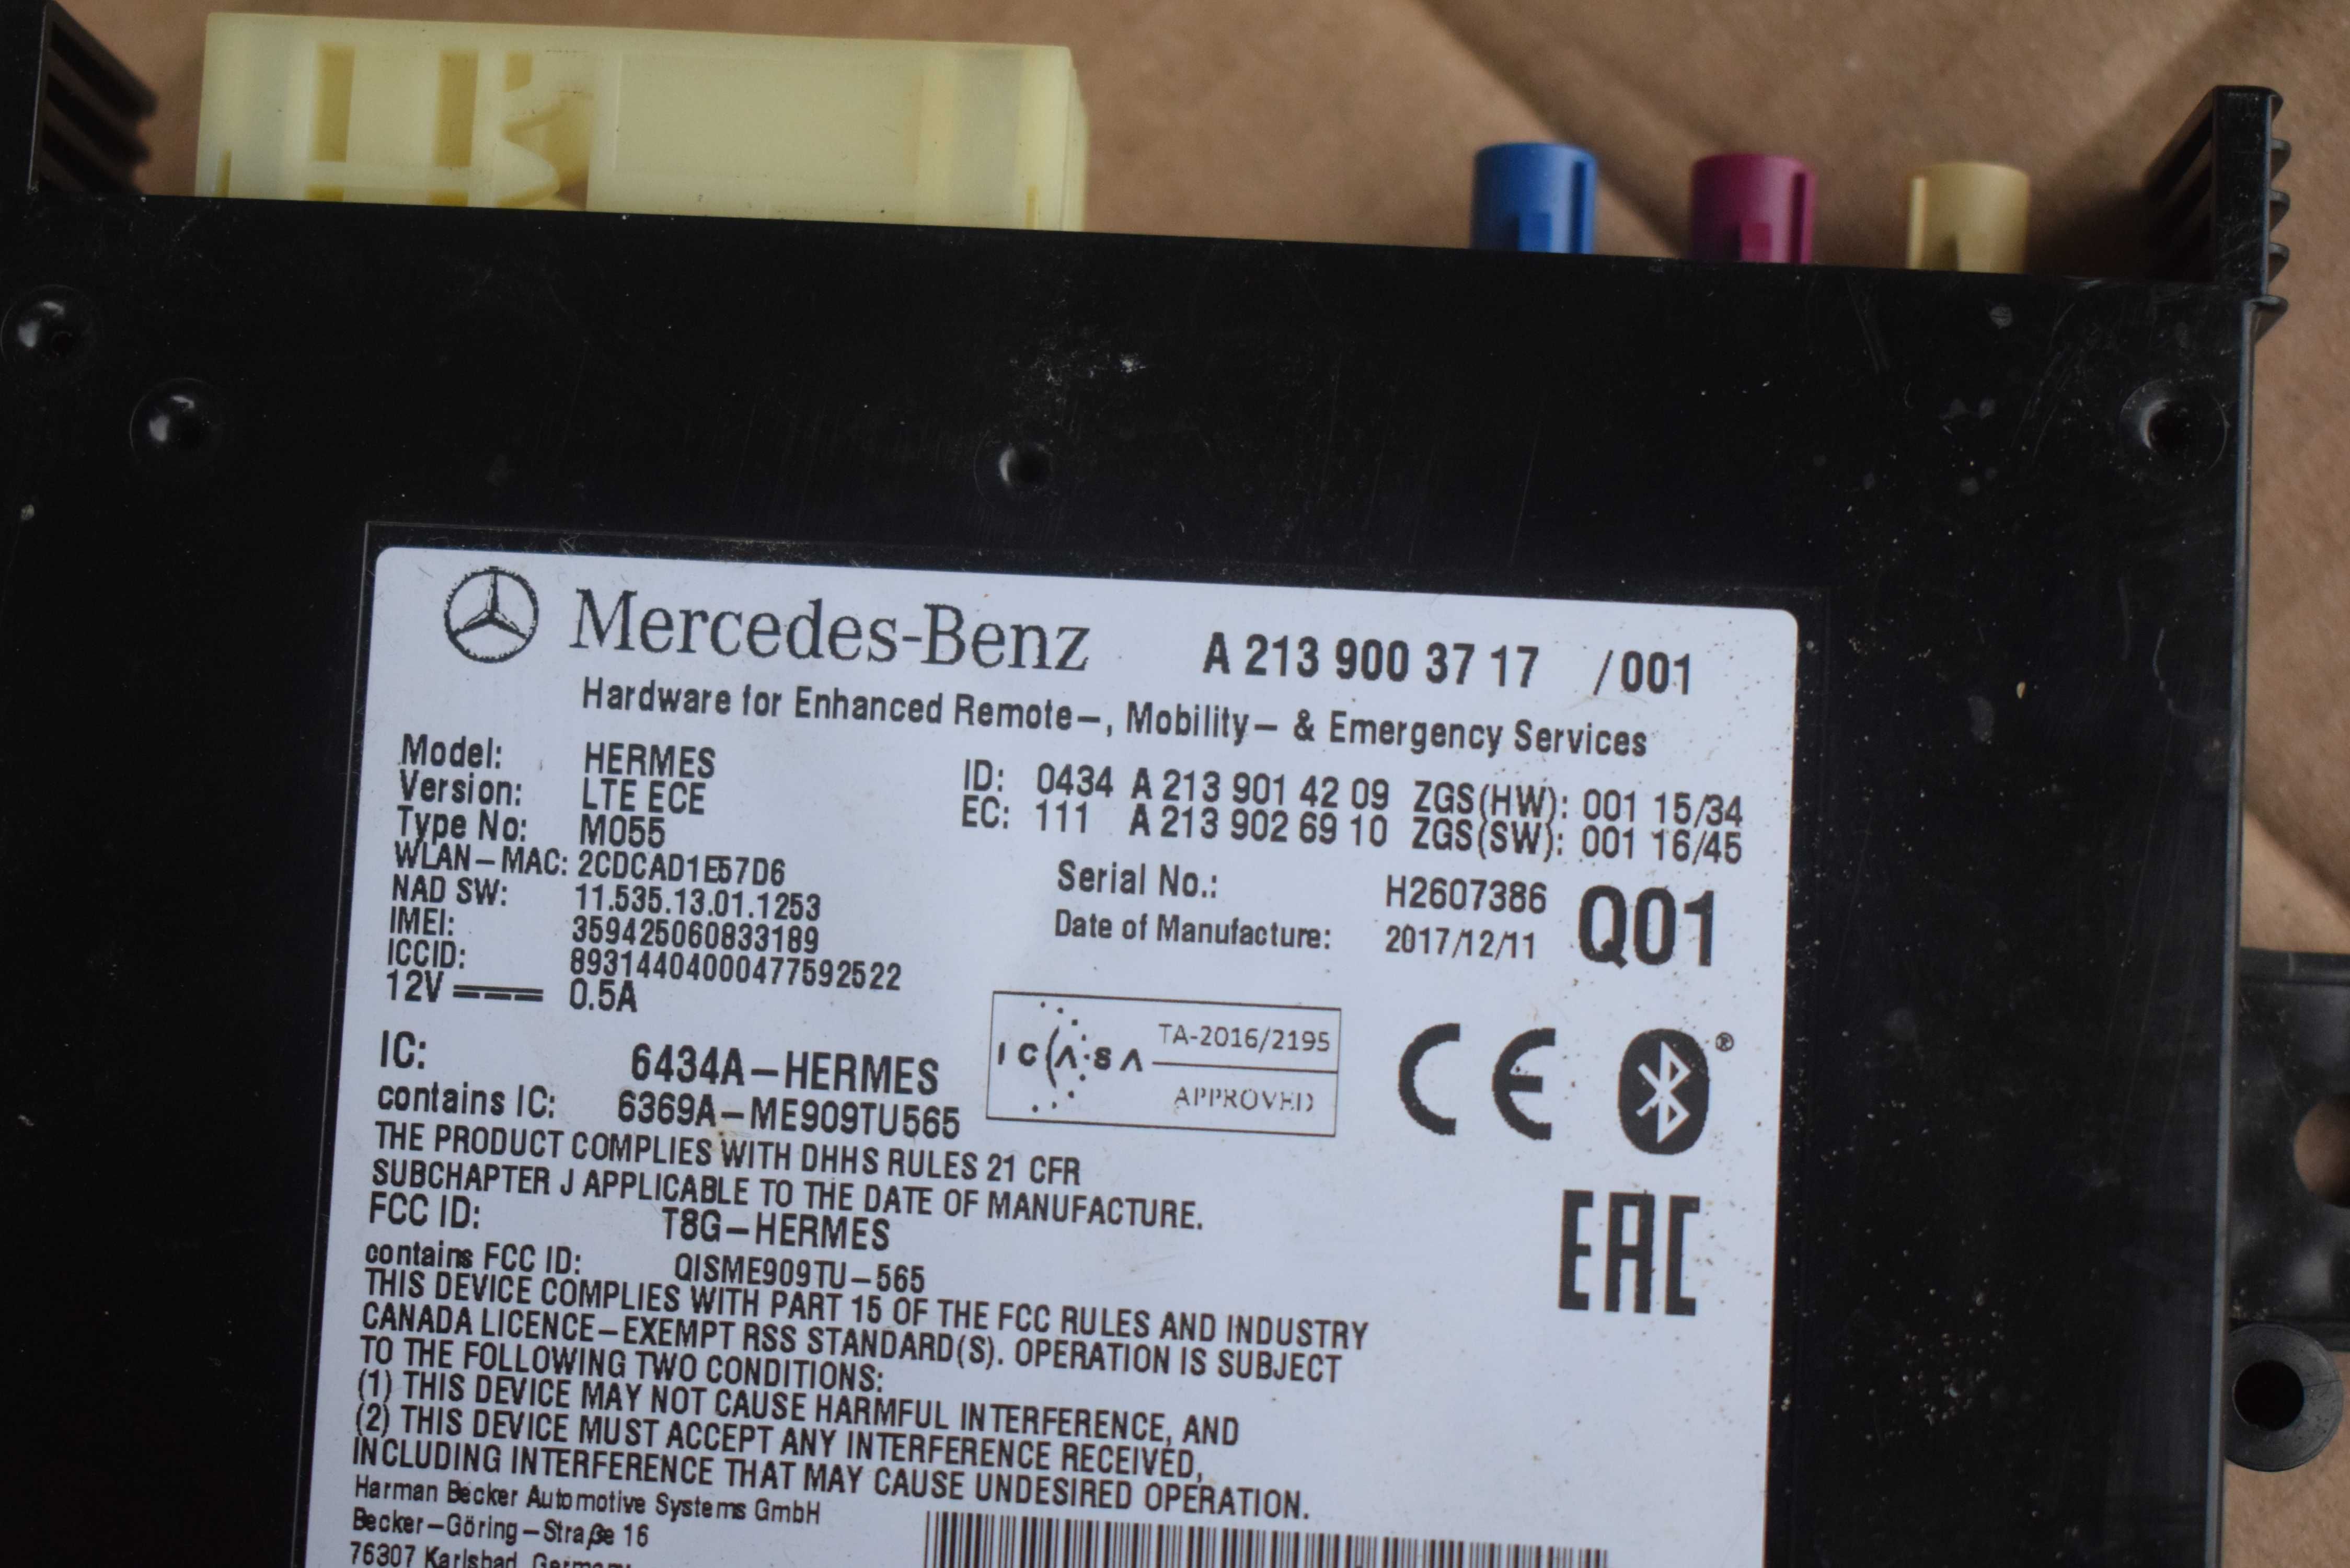 Mercedes-Benz A 213 900 37 17 /001
Hardware for Enhanced Remote-, Mobility- & Emergency Services
Model: HERMES
Version: LTE ECE
Type No: M055
WLAN-MAC: 2CDCAD1E57D6
NAD SW: 11.535.13.01.1253
IMEI: 359425060833189
ICCID: 89314404000477592522
12V 0.5A
ID: 0434 A 213 901 42 09 ZGS(HW): 001 15/34
EC: 111 A 213 902 69 10 ZGS(SW): 001 16/45
Serial No.: H2607386
Date of Manufacture: 2017/12/11
Q01
IC: 6434A-HERMES
contains IC: 6369A-ME909TU565
ICASA TA-2016/2195
APPROVED
CE
THE PRODUCT COMPLIES WITH DHHS RULES 21 CFR
SUBCHAPTER J APPLICABLE TO THE DATE OF MANUFACTURE.
FCC ID: T8G-HERMES
contains FCC ID: QISME909TU-565
EAC
THIS DEVICE COMPLIES WITH PART 15 OF THE FCC RULES AND INDUSTRY
CANADA LICENCE-EXEMPT RSS STANDARD(S). OPERATION IS SUBJECT
TO THE FOLLOWING TWO CONDITIONS:
(1) THIS DEVICE MAY NOT CAUSE HARMFUL INTERFERENCE, AND
(2) THIS DEVICE MUST ACCEPT ANY INTERFERENCE RECEIVED,
INCLUDING INTERFERENCE THAT MAY CAUSE UNDESIRED OPERATION.
Harman Becker Automotive Systems GmbH
Becker-Göring-Straße 16
76307 Karlsbad, Germany